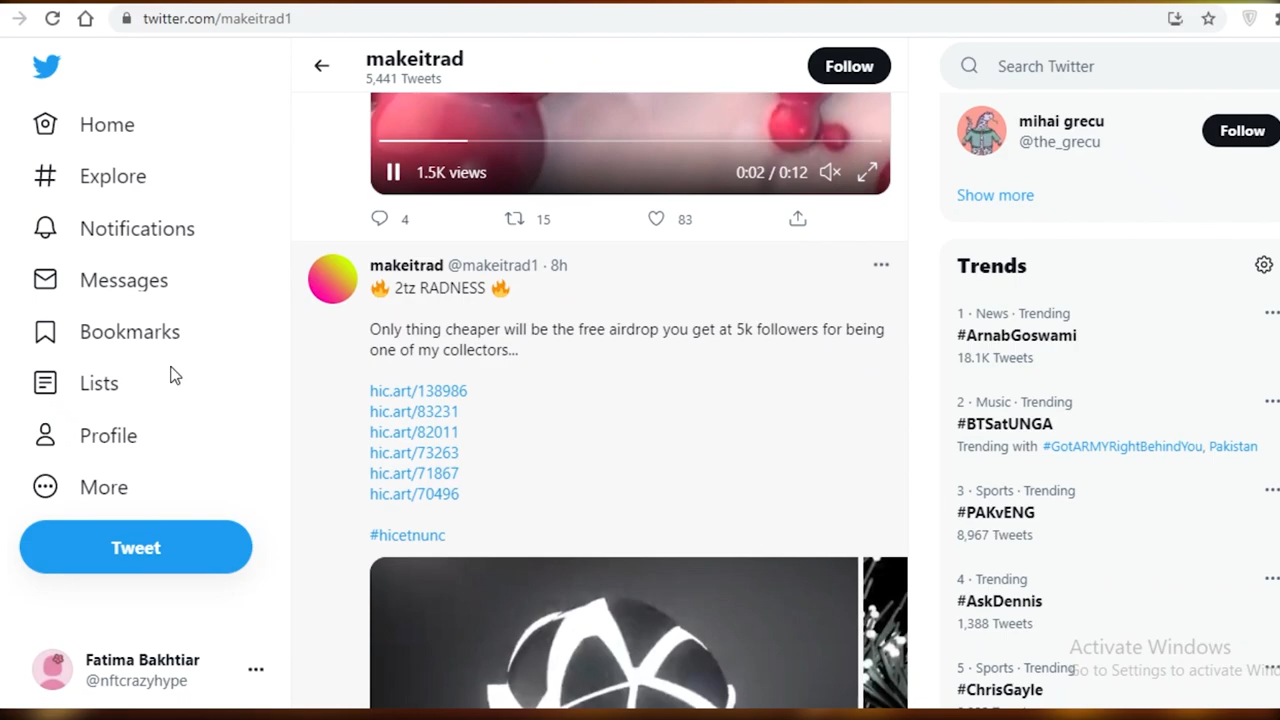 twitter.com/makeitrad1
Home
Explore
Notifications
Messages
Bookmarks
Lists
Profile
More
Tweet
Fatima Bakhtiar
@nftcrazyhype
makeitrad
5,441 Tweets
Follow
1.5K views
0:02 / 0:12
4
15
83
makeitrad @makeitrad1 · 8h
🔥 2tz RADNESS 🔥
Only thing cheaper will be the free airdrop you get at 5k followers for being
one of my collectors...
hic.art/138986
hic.art/83231
hic.art/82011
hic.art/73263
hic.art/71867
hic.art/70496
#hicetnunc
Search Twitter
mihai grecu
@the_grecu
Follow
Show more
Trends
1 · News · Trending
#ArnabGoswami
18.1K Tweets
2 · Music · Trending
#BTSatUNGA
Trending with #GotARMYRightBehindYou, Pakistan
3 · Sports · Trending
#PAKvENG
8,967 Tweets
4 · Trending
#AskDennis
1,388 Tweets
5 · Sports · Trending
#ChrisGayle
Activate Windows
Go to Settings to activate Win